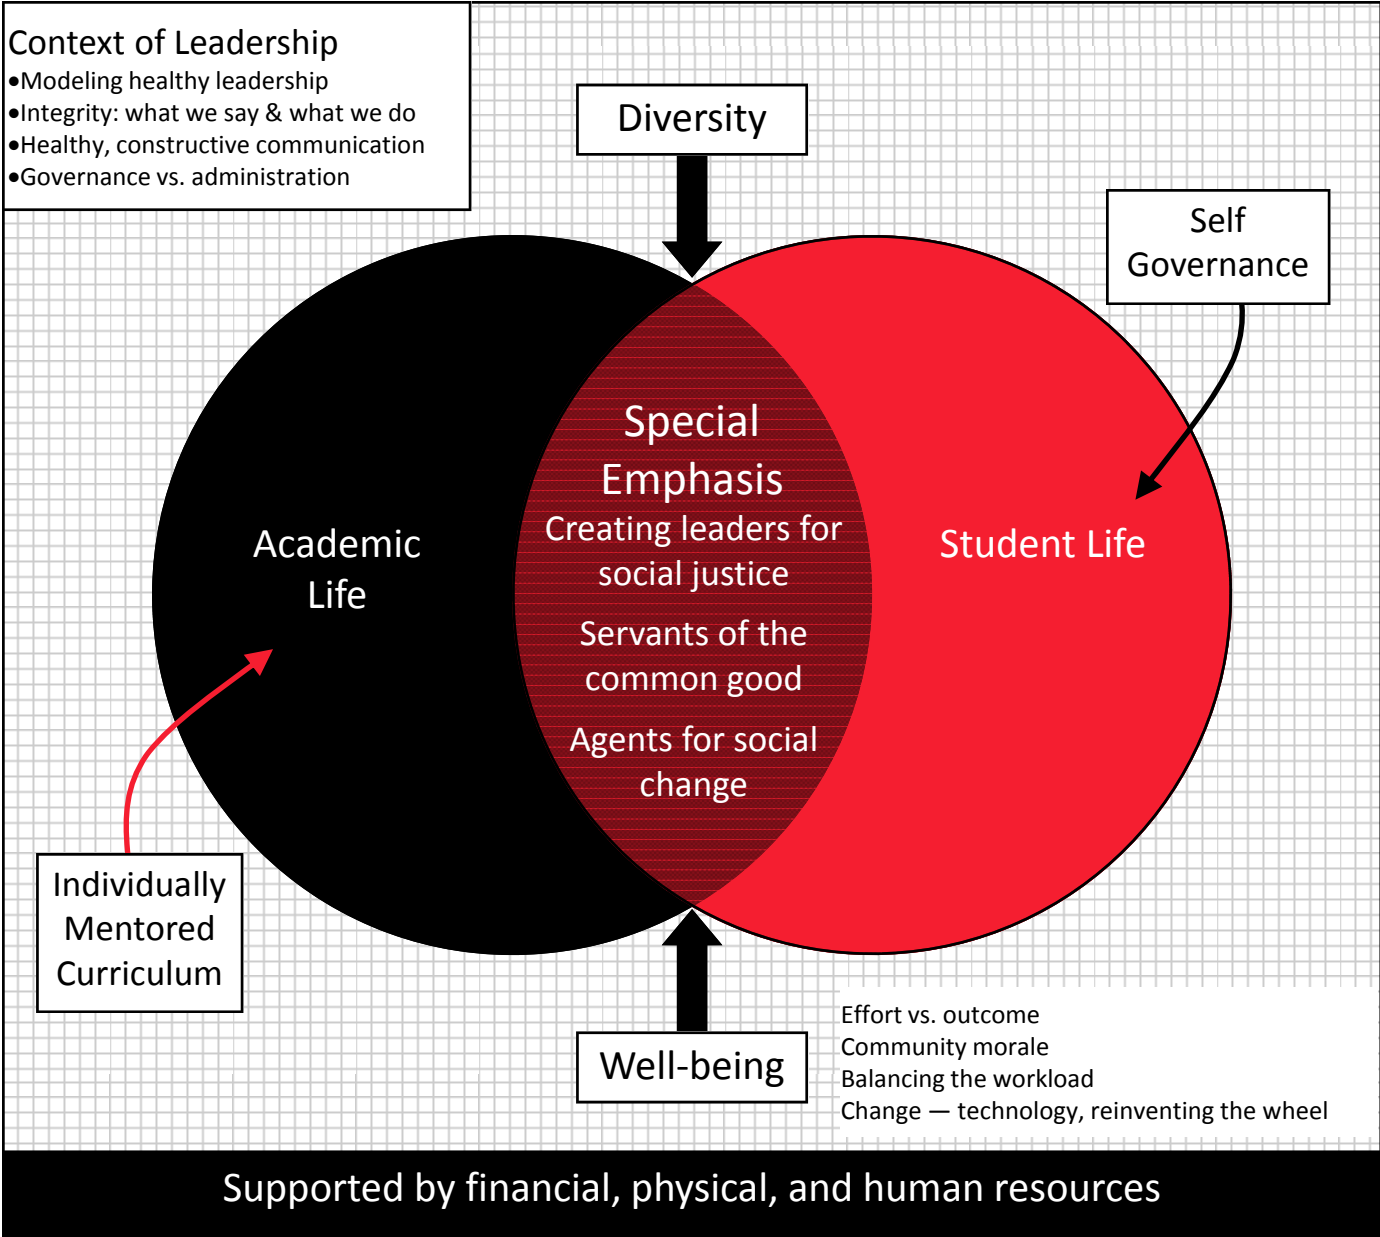 Context of Leadership
•Modeling healthy leadership
•Integrity: what we say & what we do
•Healthy, constructive communication
•Governance vs. administration
Diversity
Self
Governance
Academic
Life
Special
Emphasis
Creating leaders for
social justice
Servants of the
common good
Agents for social
change
Student Life
Individually
Mentored
Curriculum
Well-being
Effort vs. outcome
Community morale
Balancing the workload
Change — technology, reinventing the wheel
Supported by financial, physical, and human resources